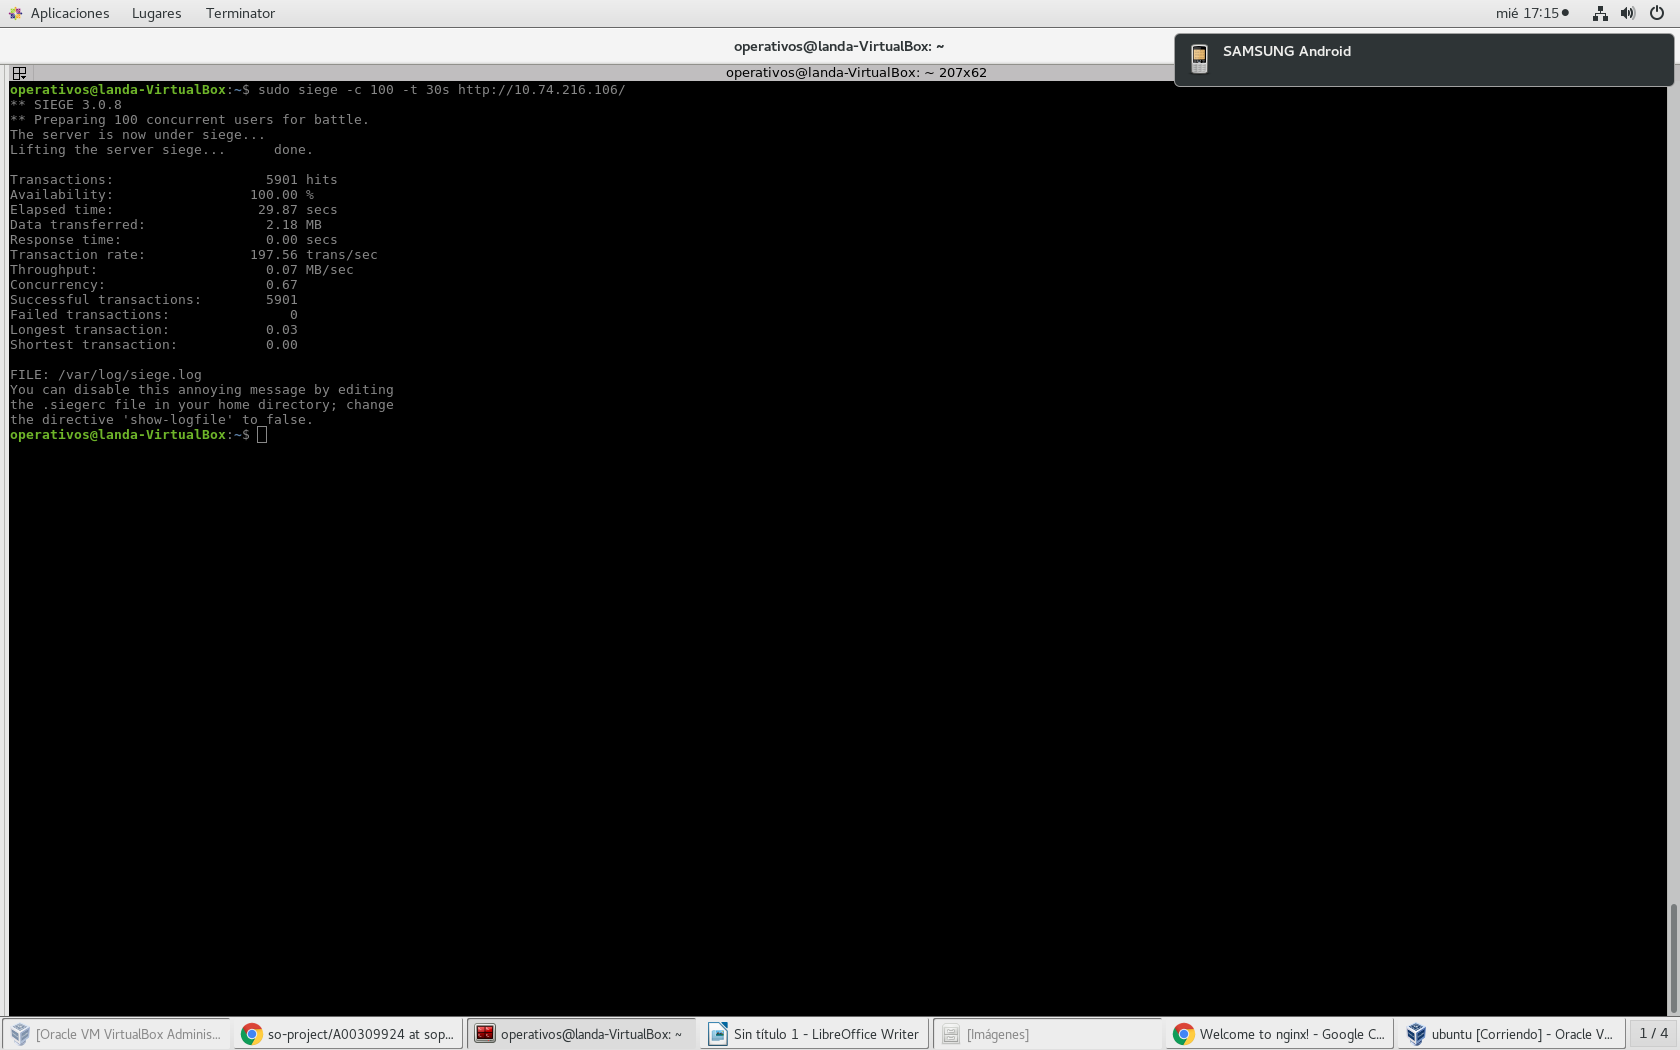 Aplicaciones Lugares Terminator mié 17:15
operativos@landa-VirtualBox: ~
SAMSUNG Android
operativos@landa-VirtualBox: ~ 207x62
operativos@landa-VirtualBox:~$ sudo siege -c 100 -t 30s http://10.74.216.106/
** SIEGE 3.0.8
** Preparing 100 concurrent users for battle.
The server is now under siege...
Lifting the server siege...      done.
Transactions:                   5901 hits
Availability:                 100.00 %
Elapsed time:                  29.87 secs
Data transferred:               2.18 MB
Response time:                  0.00 secs
Transaction rate:             197.56 trans/sec
Throughput:                     0.07 MB/sec
Concurrency:                    0.67
Successful transactions:        5901
Failed transactions:               0
Longest transaction:            0.03
Shortest transaction:           0.00
FILE: /var/log/siege.log
You can disable this annoying message by editing
the .siegerc file in your home directory; change
the directive 'show-logfile' to false.
operativos@landa-VirtualBox:~$
[Oracle VM VirtualBox Adminis... so-project/A00309924 at sop... operativos@landa-VirtualBox: ~ Sin título 1 - LibreOffice Writer [Imágenes] Welcome to nginx! - Google C... ubuntu [Corriendo] - Oracle V... 1 / 4